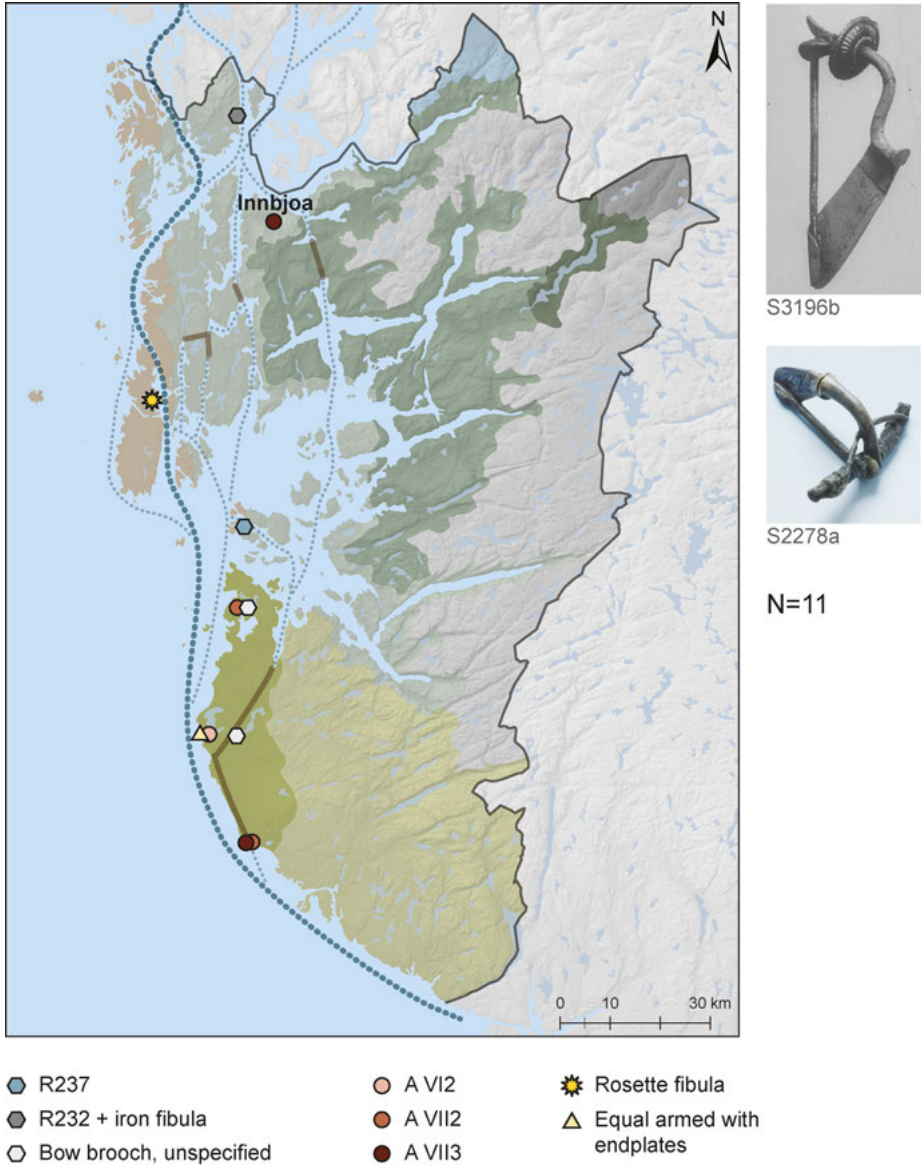 N
Innbjoa
S3196b
S2278a
N=11
0 10 30 km
R237
R232 + iron fibula
Bow brooch, unspecified
A VI2
A VII2
A VII3
Rosette fibula
Equal armed with
endplates